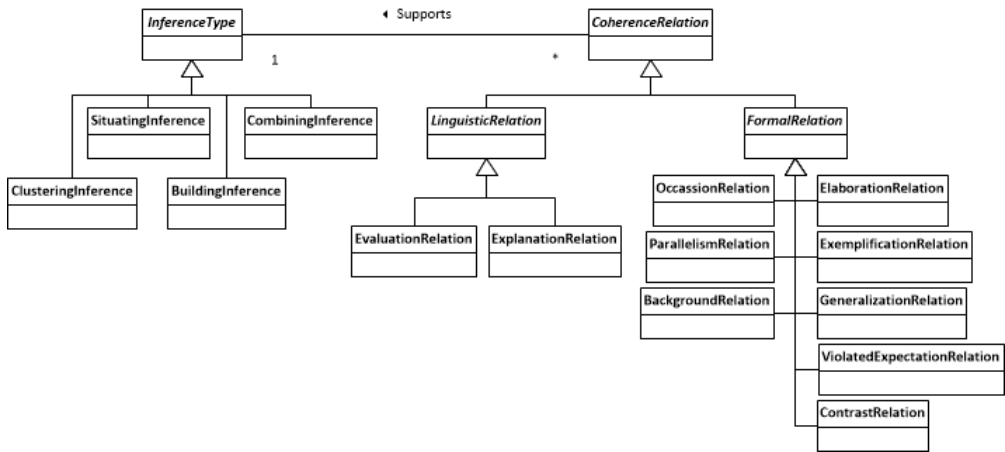 ◄ Supports
InferenceType
CoherenceRelation
1
*
SituatingInference
CombiningInference
LinguisticRelation
FormalRelation
ClusteringInference
BuildingInference
OccassionRelation
ElaborationRelation
EvaluationRelation
ExplanationRelation
ParallelismRelation
ExemplificationRelation
BackgroundRelation
GeneralizationRelation
ViolatedExpectationRelation
ContrastRelation